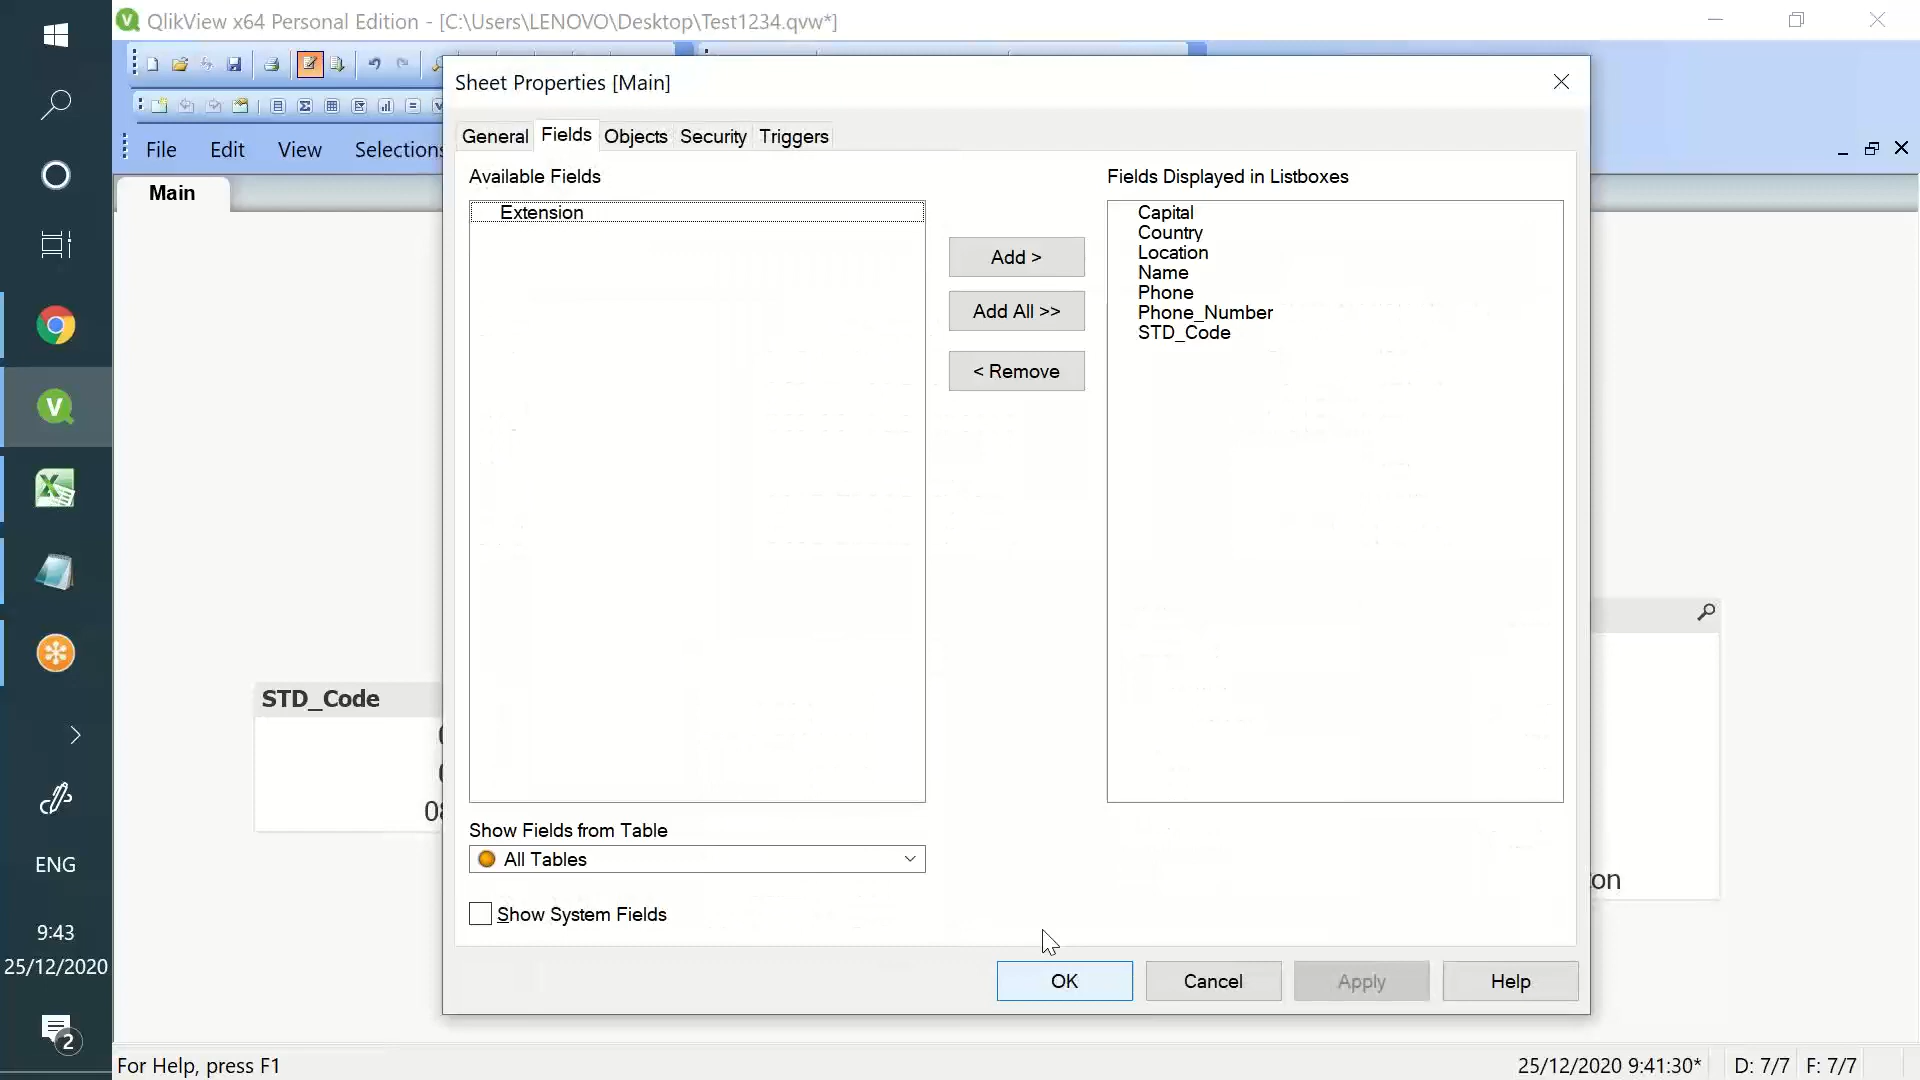 QlikView x64 Personal Edition - [C:\Users\LENOVO\Desktop\Test1234.qvw*]
Sheet Properties [Main]
General Fields Objects Security Triggers
File Edit View Selections
Main
Available Fields
Fields Displayed in Listboxes
Extension
Add >
Add All >>
< Remove
Capital
Country
Location
Name
Phone
Phone_Number
STD_Code
STD_Code
08
on
Show Fields from Table
All Tables
Show System Fields
OK Cancel Apply Help
ENG
9:43
25/12/2020
2
For Help, press F1
25/12/2020 9:41:30*
D: 7/7
F: 7/7